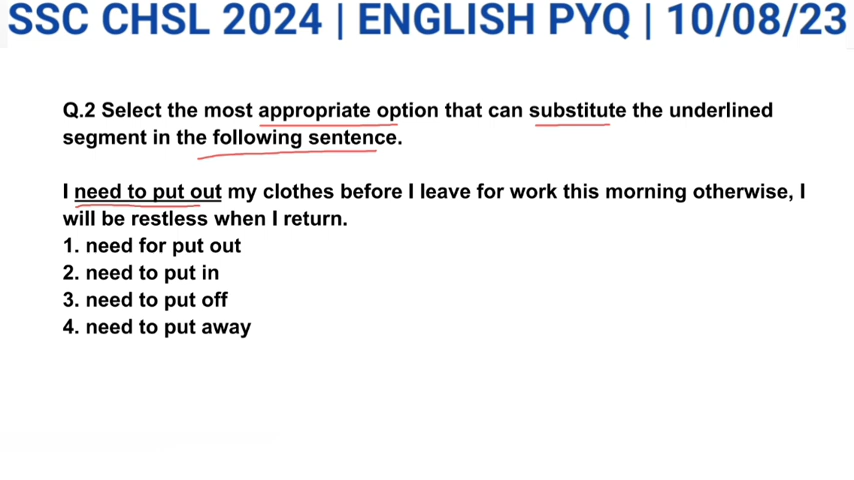 SSC CHSL 2024 | ENGLISH PYQ | 10/08/23
Q.2 Select the most appropriate option that can substitute the underlined
segment in the following sentence.
I need to put out my clothes before I leave for work this morning otherwise, I
will be restless when I return.
1. need for put out
2. need to put in
3. need to put off
4. need to put away